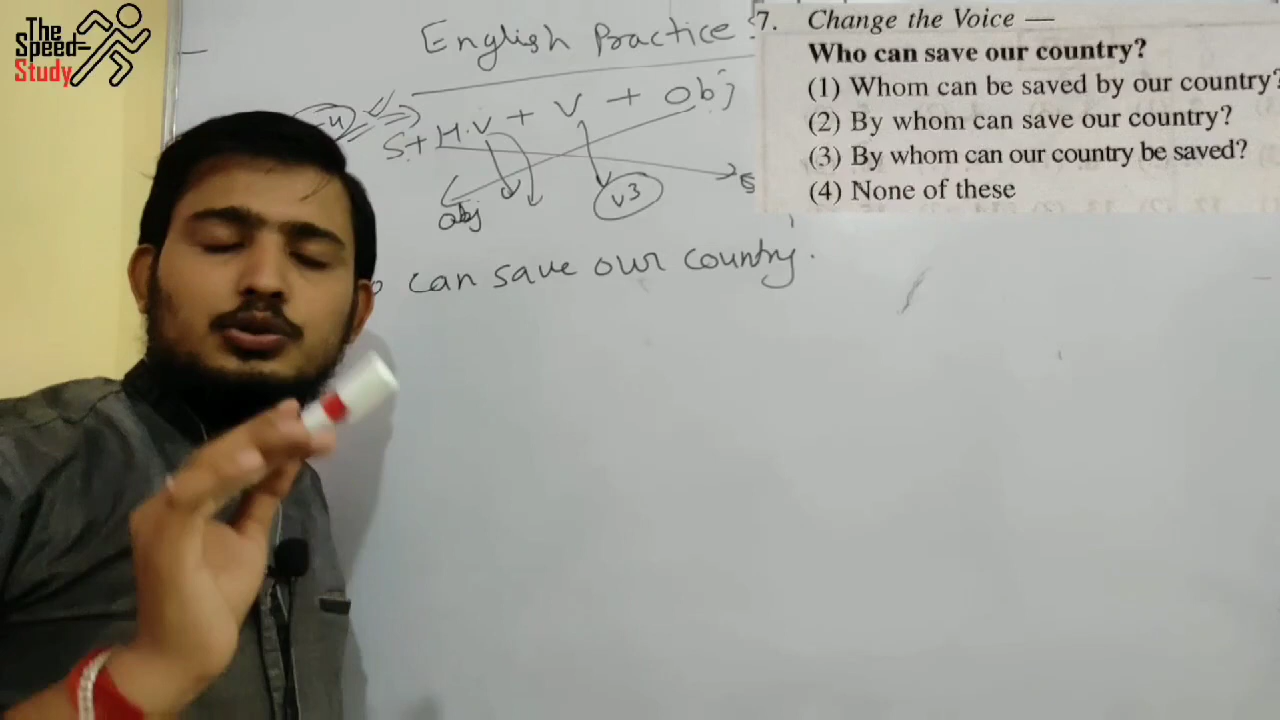 The
Speed-
Study
English Practice :
S + H.V + V + Obj
Obj
V3
can save our country.
7. Change the Voice —
Who can save our country?
(1) Whom can be saved by our country?
(2) By whom can save our country?
(3) By whom can our country be saved?
(4) None of these